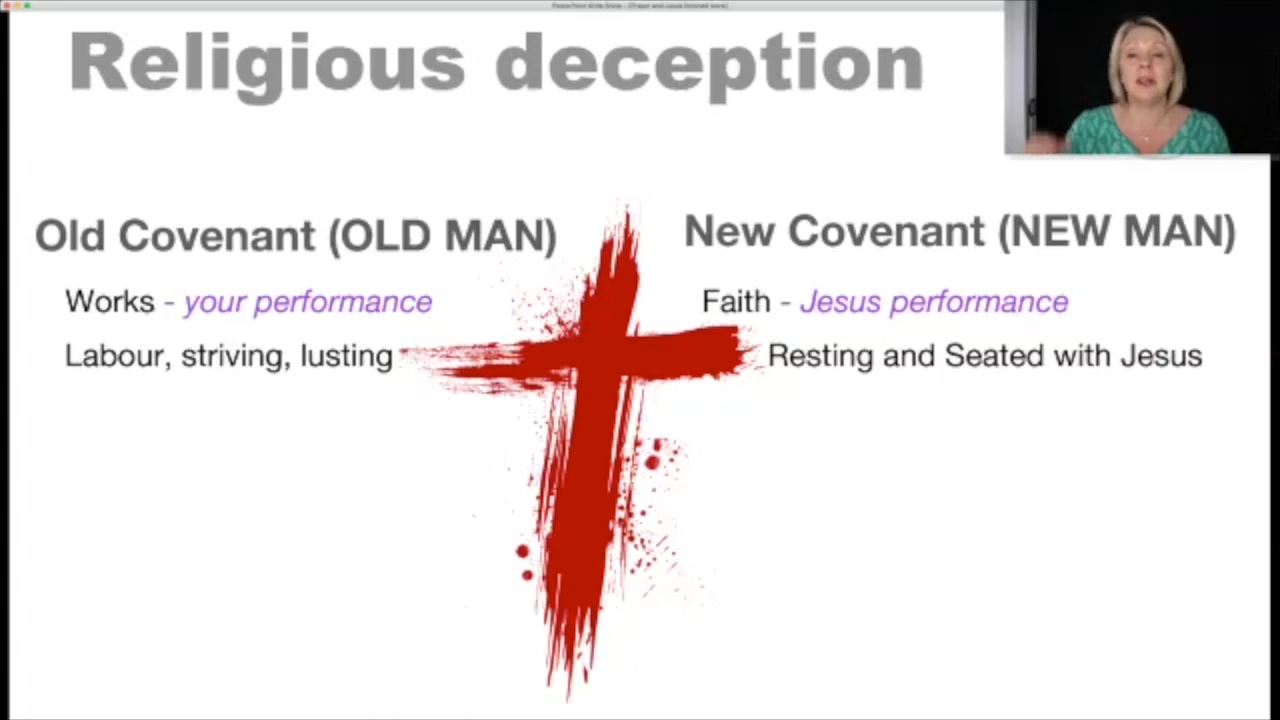 Religious deception
Old Covenant (OLD MAN)
New Covenant (NEW MAN)
Works - your performance
Faith - Jesus performance
Labour, striving, lusting
Resting and Seated with Jesus